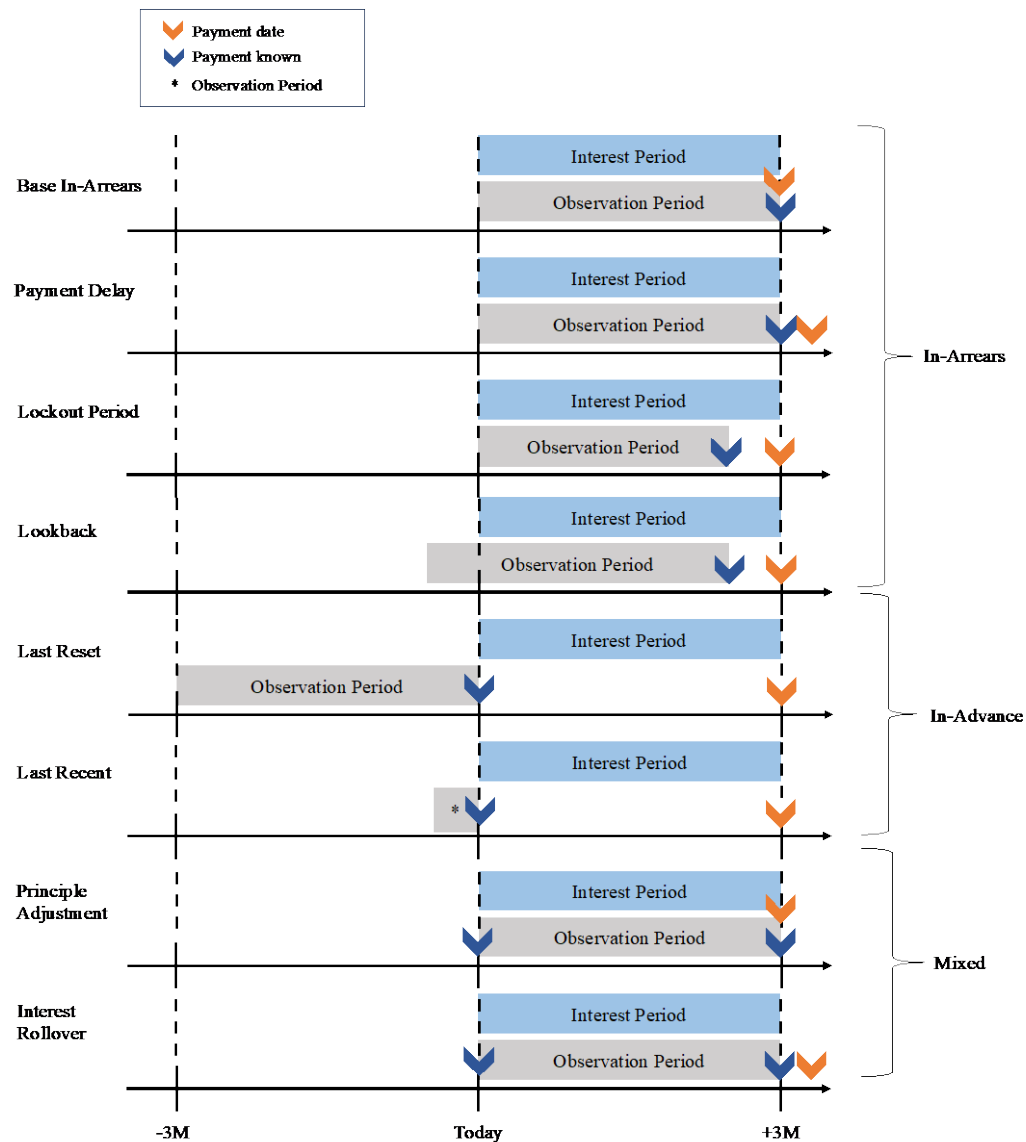 Payment date
Payment known
* Observation Period
Interest Period
Base In-Arrears
Observation Period
Interest Period
Payment Delay
Observation Period
In-Arrears
Interest Period
Lockout Period
Observation Period
Interest Period
Lookback
Observation Period
Interest Period
Last Reset
Observation Period
In-Advance
Interest Period
Last Recent
*
Principle
Adjustment
Interest Period
Observation Period
Mixed
Interest
Rollover
Interest Period
Observation Period
-3M Today +3M